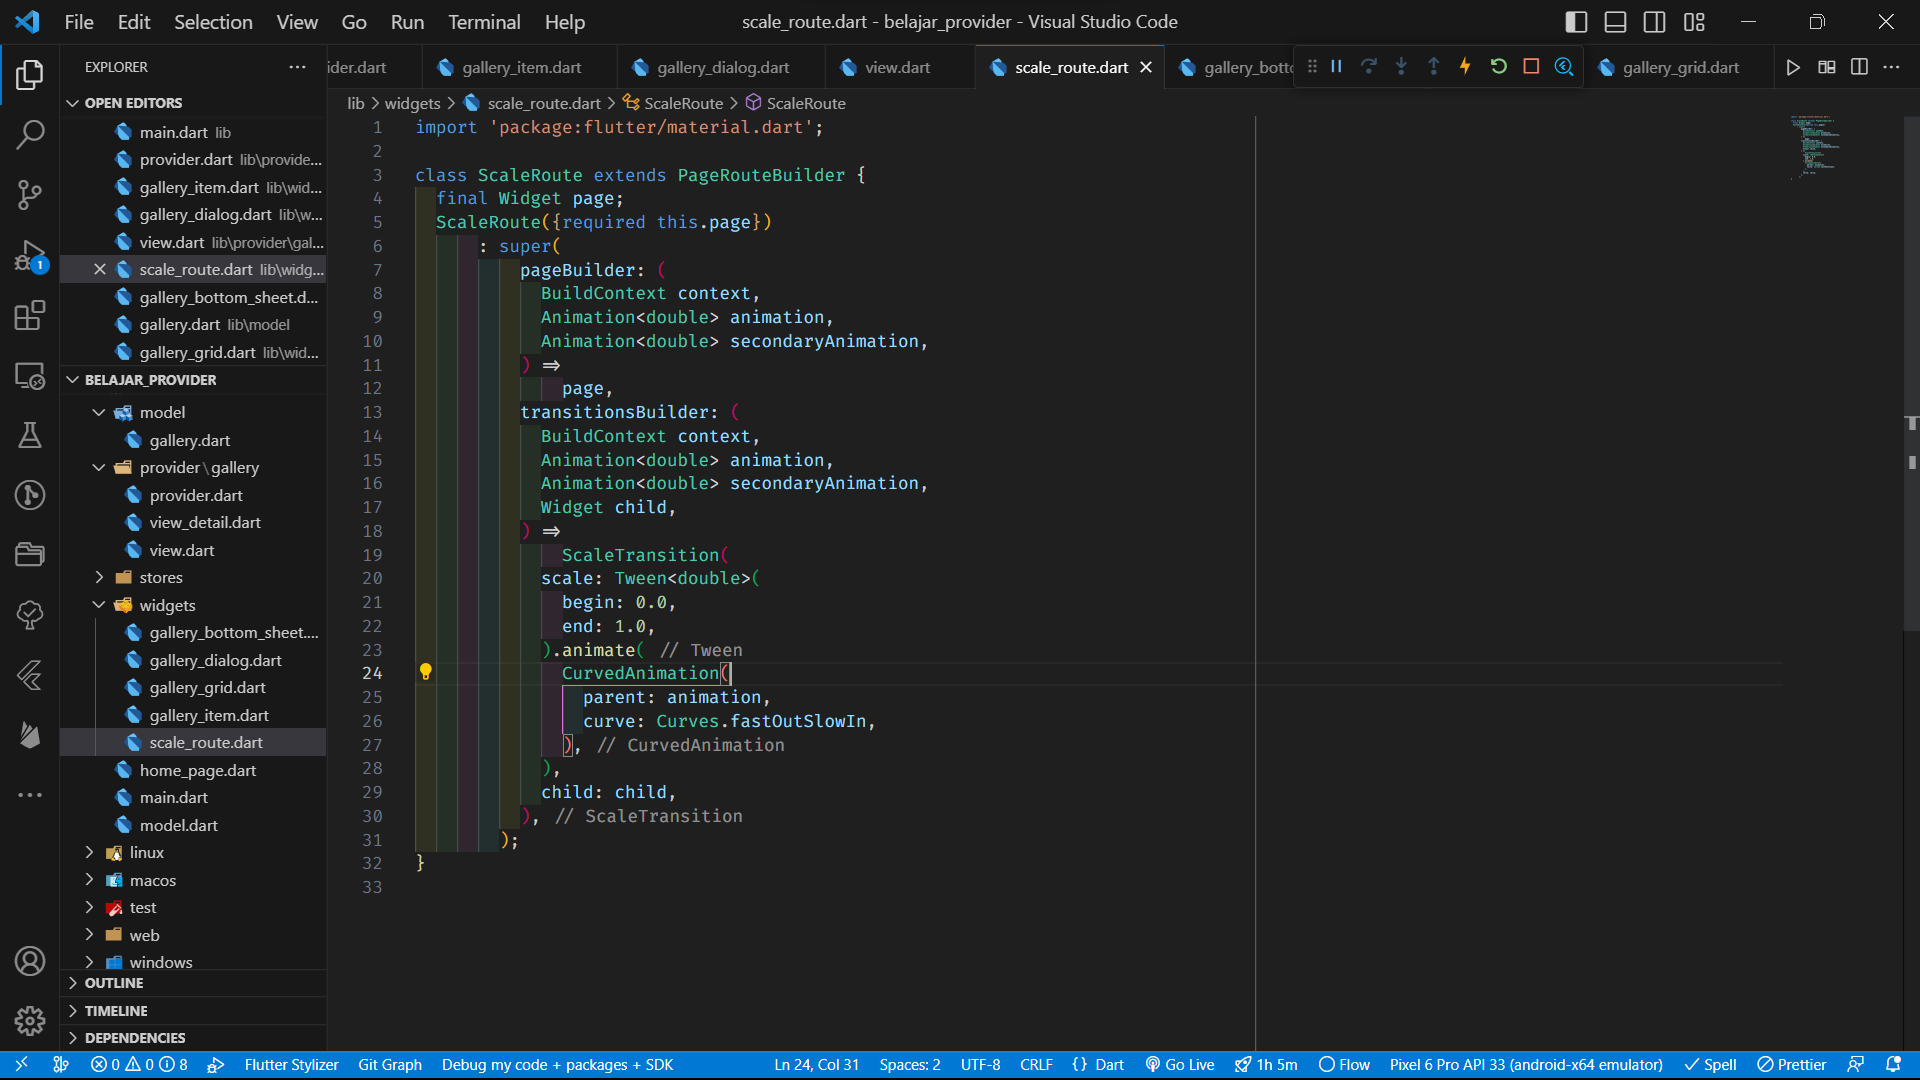 File Edit Selection View Go Run Terminal Help
scale_route.dart - belajar_provider - Visual Studio Code
EXPLORER
ider.dart
gallery_item.dart
gallery_dialog.dart
view.dart
scale_route.dart
gallery_botto
gallery_grid.dart
lib > widgets > scale_route.dart > ScaleRoute > ScaleRoute
OPEN EDITORS
main.dart lib
provider.dart lib\provide...
gallery_item.dart lib\wid...
gallery_dialog.dart lib\w...
view.dart lib\provider\gal...
scale_route.dart lib\widg...
gallery_bottom_sheet.d...
gallery.dart lib\model
gallery_grid.dart lib\wid...
BELAJAR_PROVIDER
model
gallery.dart
provider\gallery
provider.dart
view_detail.dart
view.dart
stores
widgets
gallery_bottom_sheet....
gallery_dialog.dart
gallery_grid.dart
gallery_item.dart
scale_route.dart
home_page.dart
main.dart
model.dart
linux
macos
test
web
windows
OUTLINE
TIMELINE
DEPENDENCIES
1
1 import 'package:flutter/material.dart';
2
3 class ScaleRoute extends PageRouteBuilder {
4 final Widget page;
5 ScaleRoute({required this.page})
6 : super(
7 pageBuilder: (
8 BuildContext context,
9 Animation<double> animation,
10 Animation<double> secondaryAnimation,
11 ) =>
12 page,
13 transitionsBuilder: (
14 BuildContext context,
15 Animation<double> animation,
16 Animation<double> secondaryAnimation,
17 Widget child,
18 ) =>
19 ScaleTransition(
20 scale: Tween<double>(
21 begin: 0.0,
22 end: 1.0,
23 ).animate( // Tween
24 CurvedAnimation(
25 parent: animation,
26 curve: Curves.fastOutSlowIn,
27 ), // CurvedAnimation
28 ),
29 child: child,
30 ), // ScaleTransition
31 );
32 }
33
0 0 8 Flutter Stylizer Git Graph Debug my code + packages + SDK Ln 24, Col 31 Spaces: 2 UTF-8 CRLF {} Dart Go Live 1h 5m Flow Pixel 6 Pro API 33 (android-x64 emulator) Spell Prettier